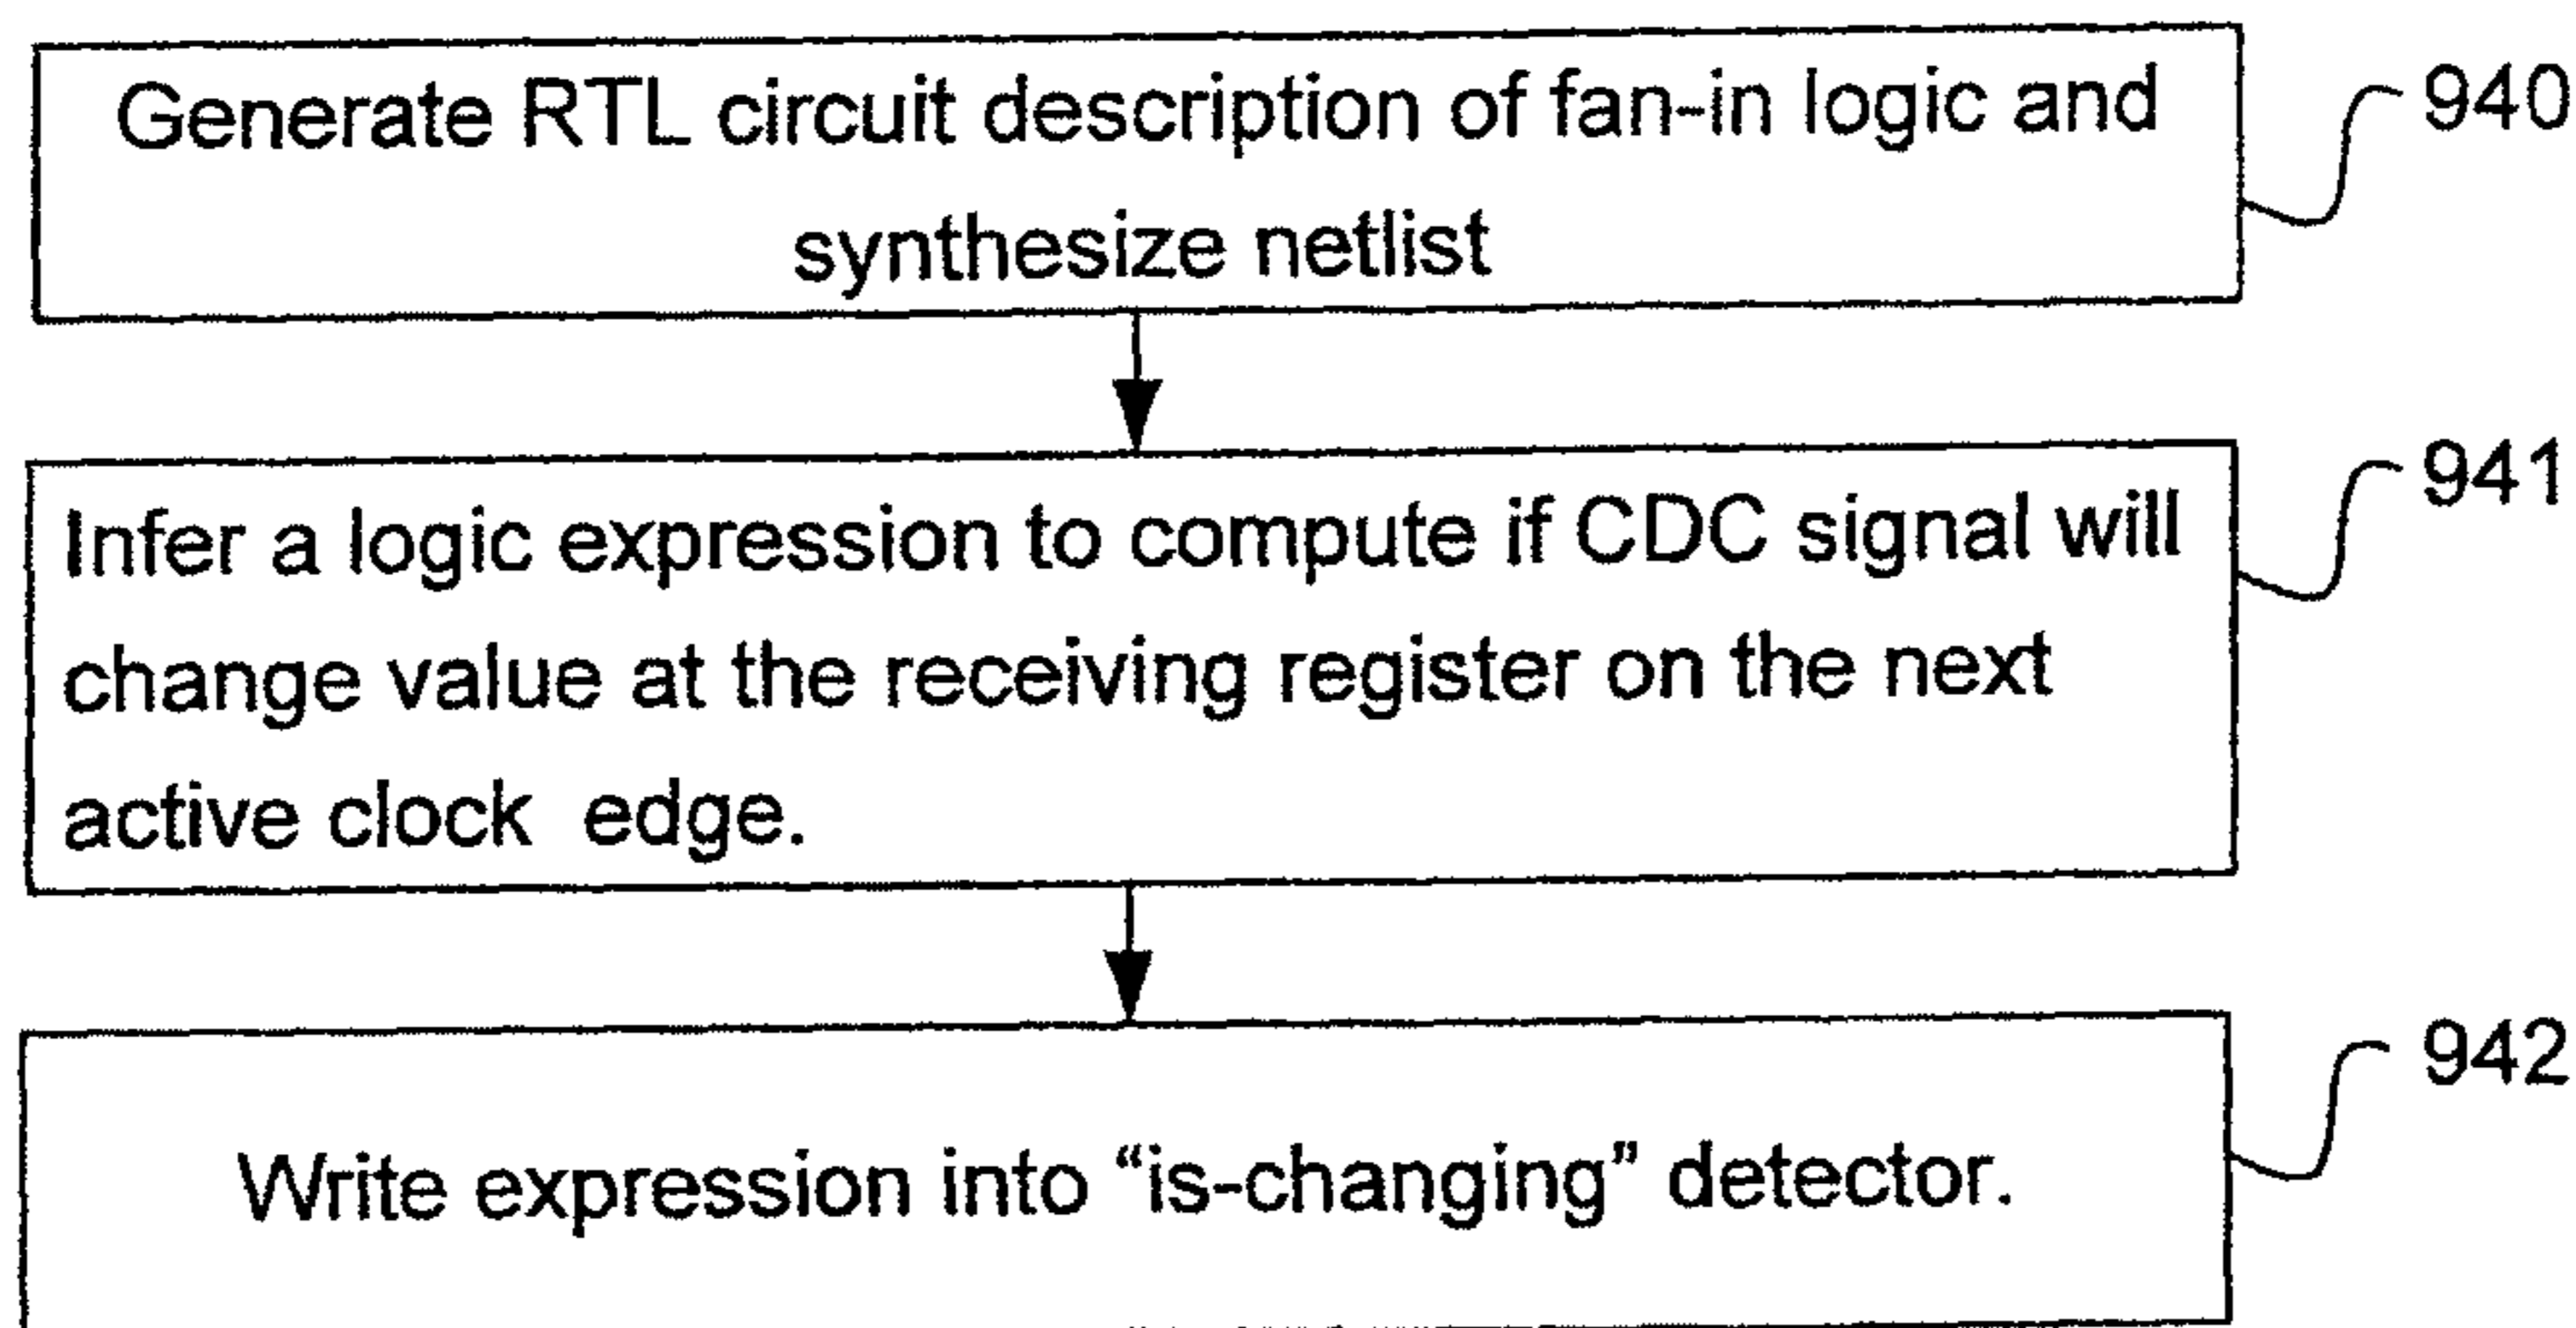 Generate RTL circuit description of fan-in logic and
synthesize netlist
940
Infer a logic expression to compute if CDC signal will
change value at the receiving register on the next
active clock edge.
941
Write expression into “is-changing” detector.
942